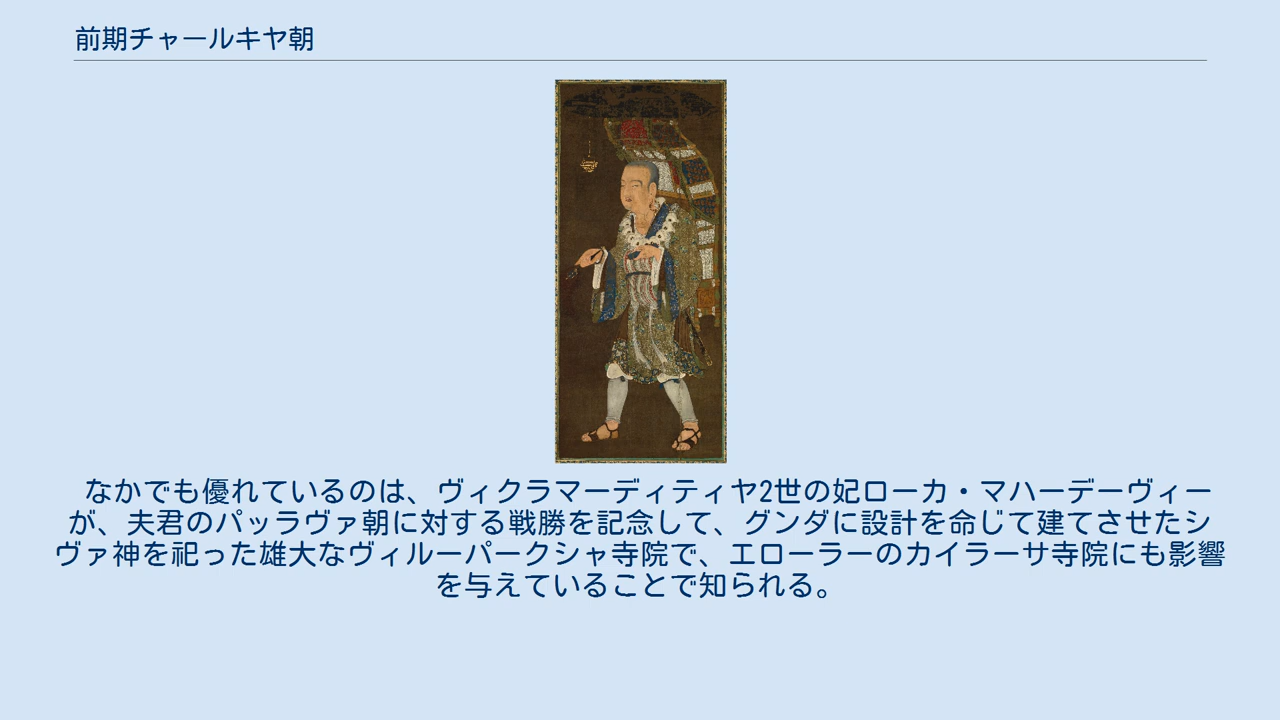 前期チャールキヤ朝
なかでも優れているのは、ヴィクラマーディティヤ2世の妃ローカ・マハーデーヴィー
が、夫君のパッラヴァ朝に対する戦勝を記念して、グンダに設計を命じて建てさせたシ
ヴァ神を祀った雄大なヴィルーパークシャ寺院で、エローラーのカイラーサ寺院にも影響
を与えていることで知られる。